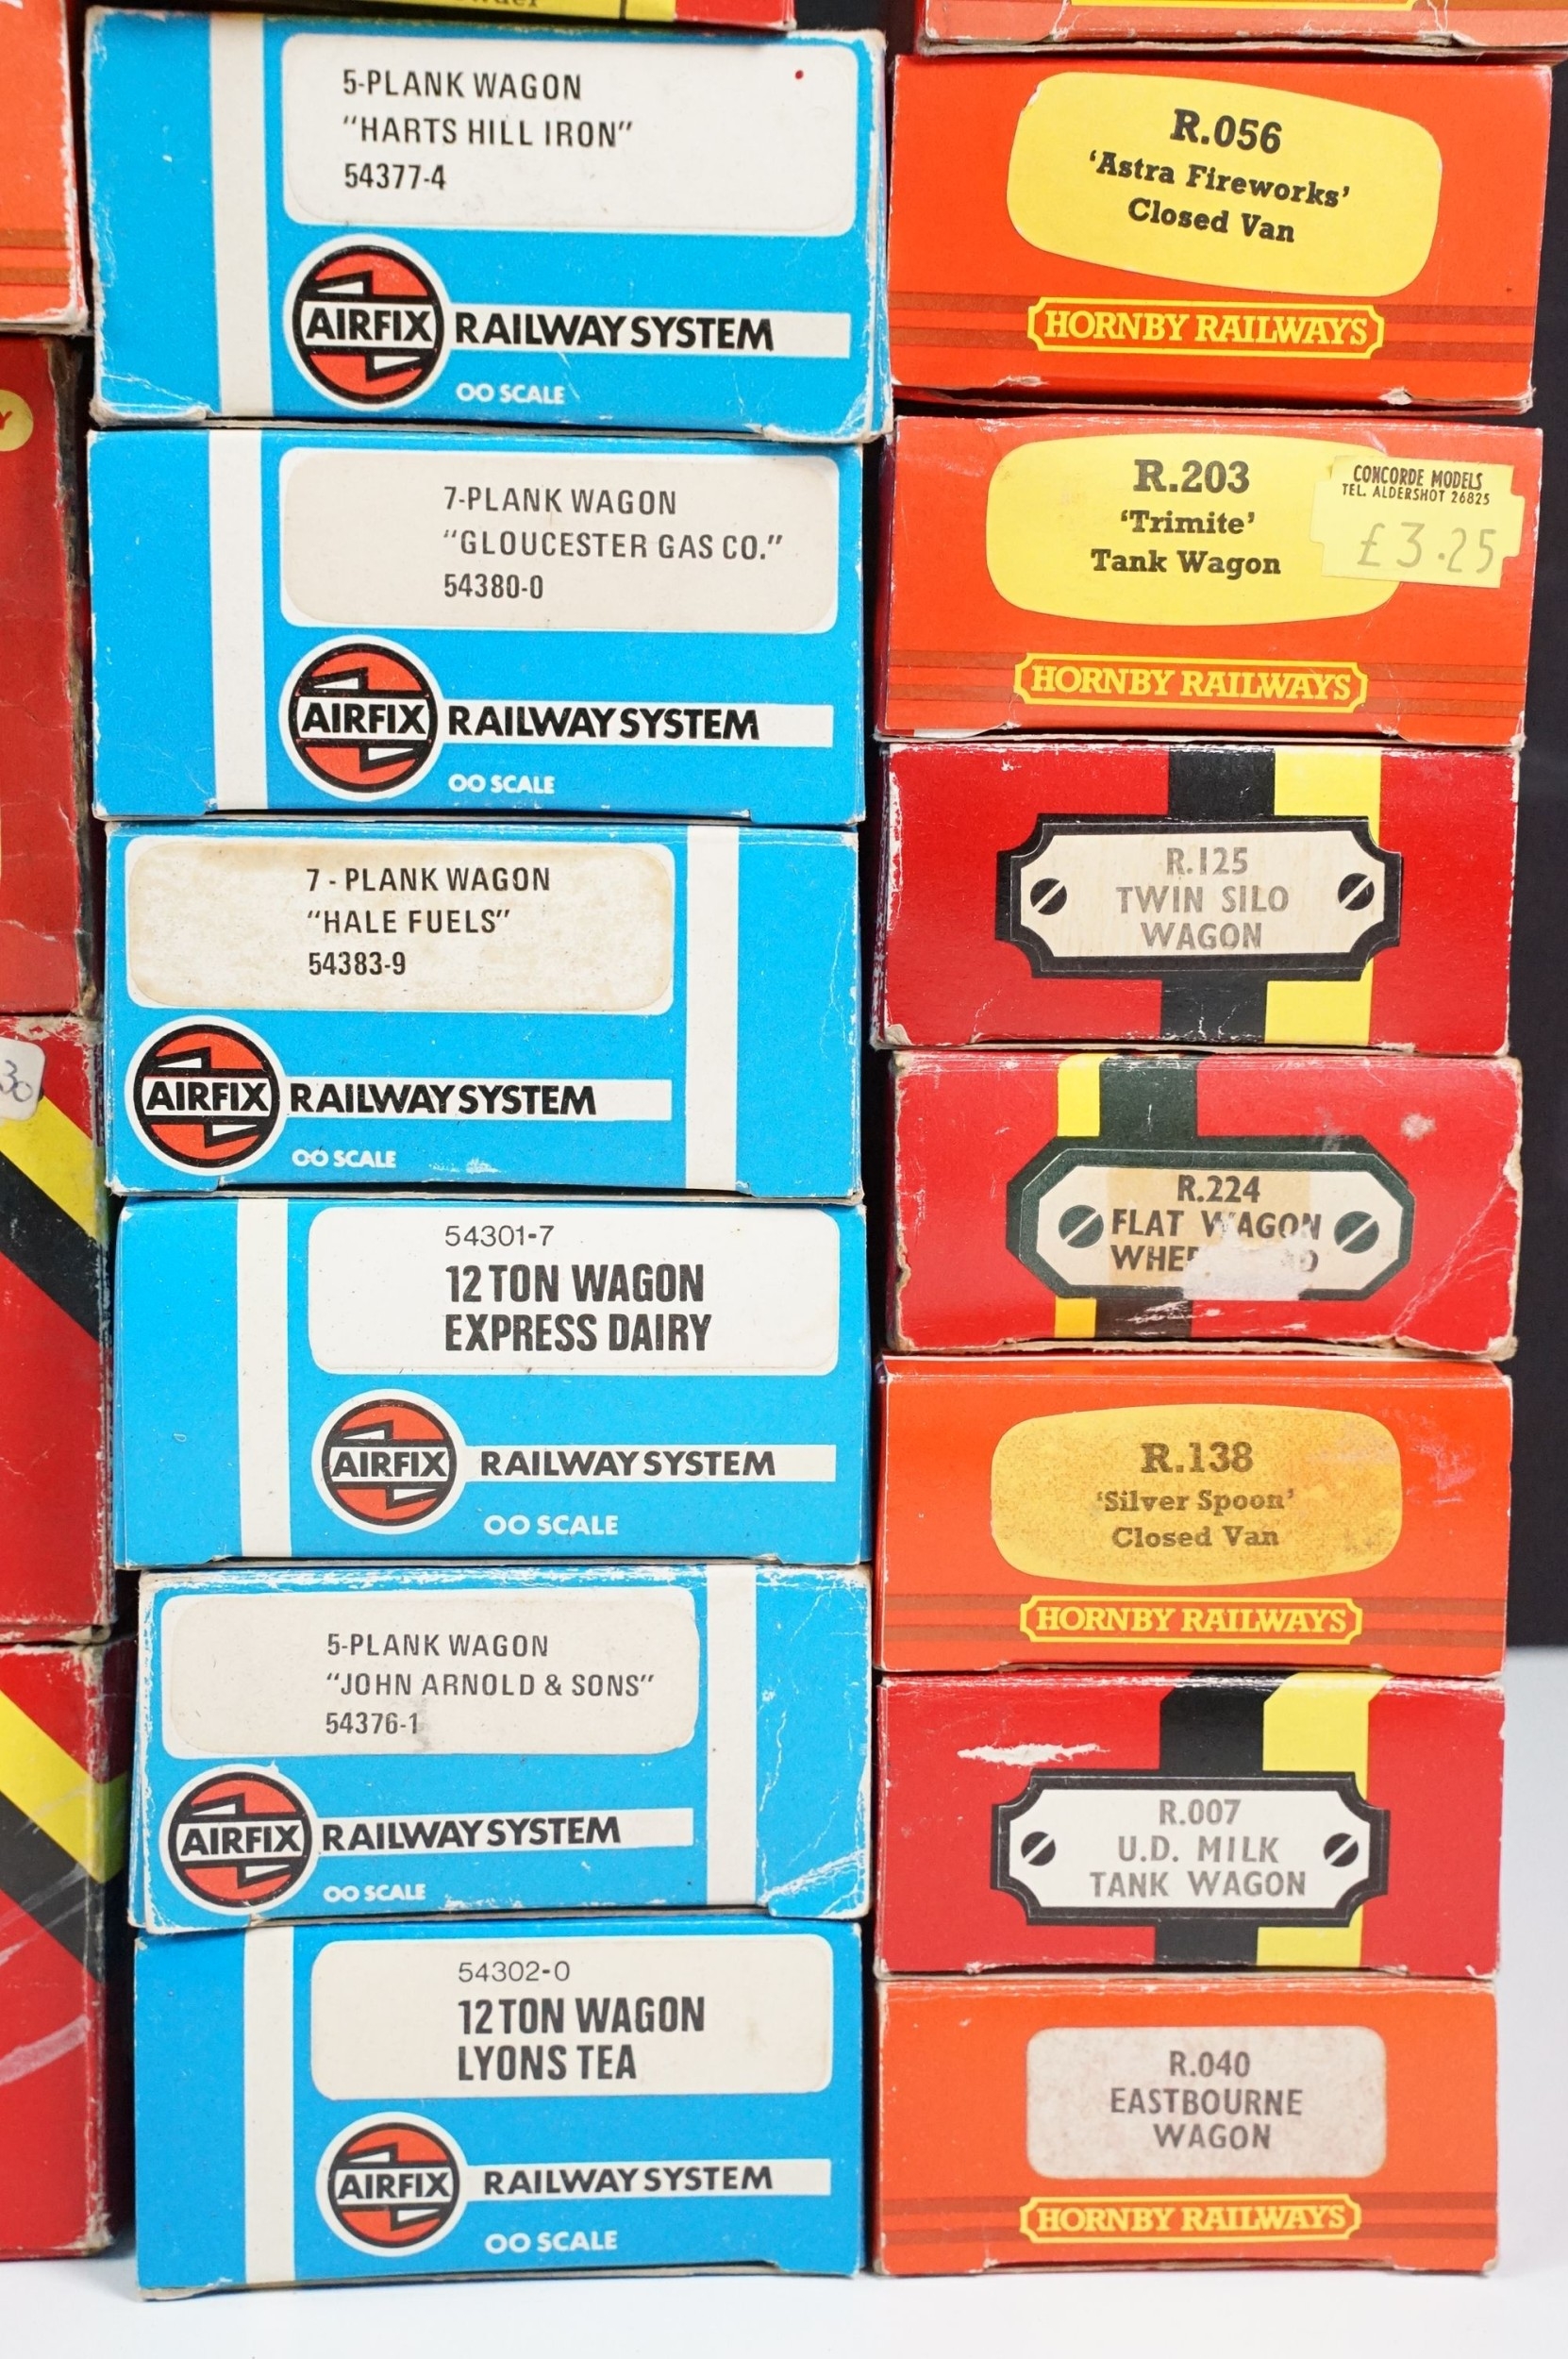 5-PLANK WAGON
"HARTS HILL IRON"
54377-4
AIRFIX RAILWAY SYSTEM
OO SCALE
7-PLANK WAGON
"GLOUCESTER GAS CO."
54380-0
AIRFIX RAILWAY SYSTEM
OO SCALE
7 - PLANK WAGON
"HALE FUELS"
54383-9
AIRFIX RAILWAY SYSTEM
OO SCALE
54301-7
12 TON WAGON
EXPRESS DAIRY
AIRFIX RAILWAY SYSTEM
OO SCALE
5-PLANK WAGON
"JOHN ARNOLD & SONS"
54376-1
AIRFIX RAILWAY SYSTEM
OO SCALE
54302-0
12 TON WAGON
LYONS TEA
AIRFIX RAILWAY SYSTEM
OO SCALE
R.056
'Astra Fireworks'
Closed Van
HORNBY RAILWAYS
R.203
'Trimite'
Tank Wagon
CONCORDE MODELS
TEL. ALDERSHOT 26825
£3.25
HORNBY RAILWAYS
R.125
TWIN SILO
WAGON
R.224
FLAT WAGON
R.138
'Silver Spoon'
Closed Van
HORNBY RAILWAYS
R.007
U.D. MILK
TANK WAGON
R.040
EASTBOURNE
WAGON
HORNBY RAILWAYS